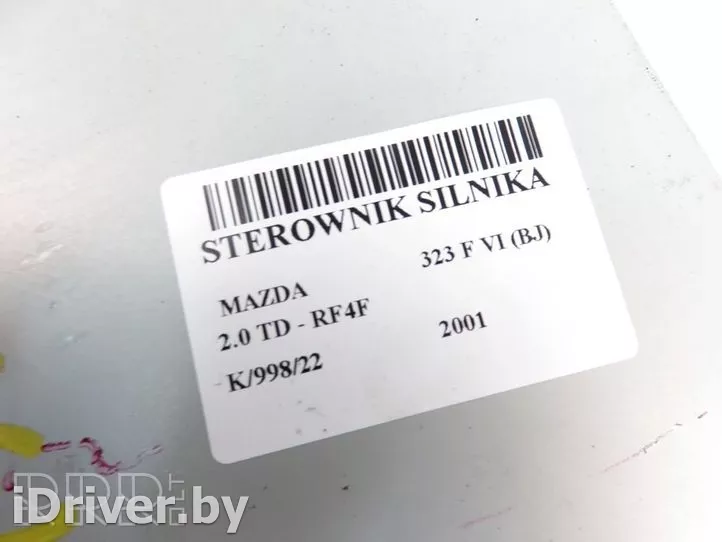 STEROWNIK SILNIKA
MAZDA 323 F VI (BJ)
2.0 TD - RF4F
K/998/22 2001
iDriver.by